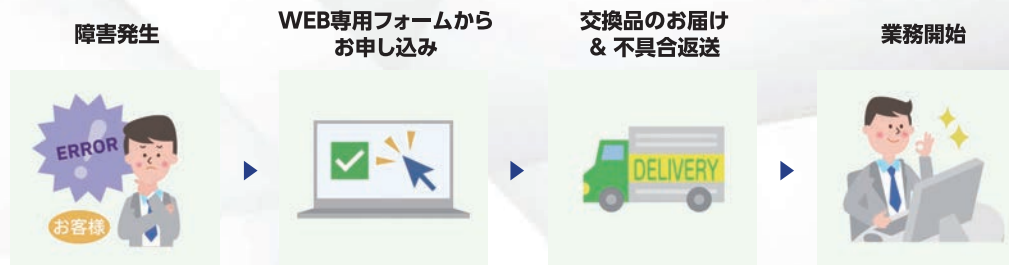 障害発生
WEB専用フォームから
お申し込み
交換品のお届け
& 不具合返送
業務開始
ERROR
お客様
DELIVERY